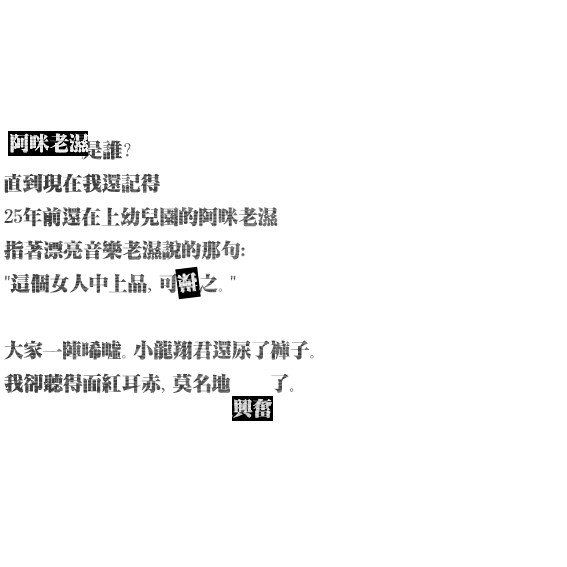 阿咪老濕是誰?
直到現在我還記得
25年前還在上幼兒園的阿咪老濕
指著漂亮音樂老濕說的那句:
"這個女人中上品, 可 之。"
大家一陣唏噓。小龍翔君還尿了褲子。
我卻聽得面紅耳赤, 莫名地興奮了。